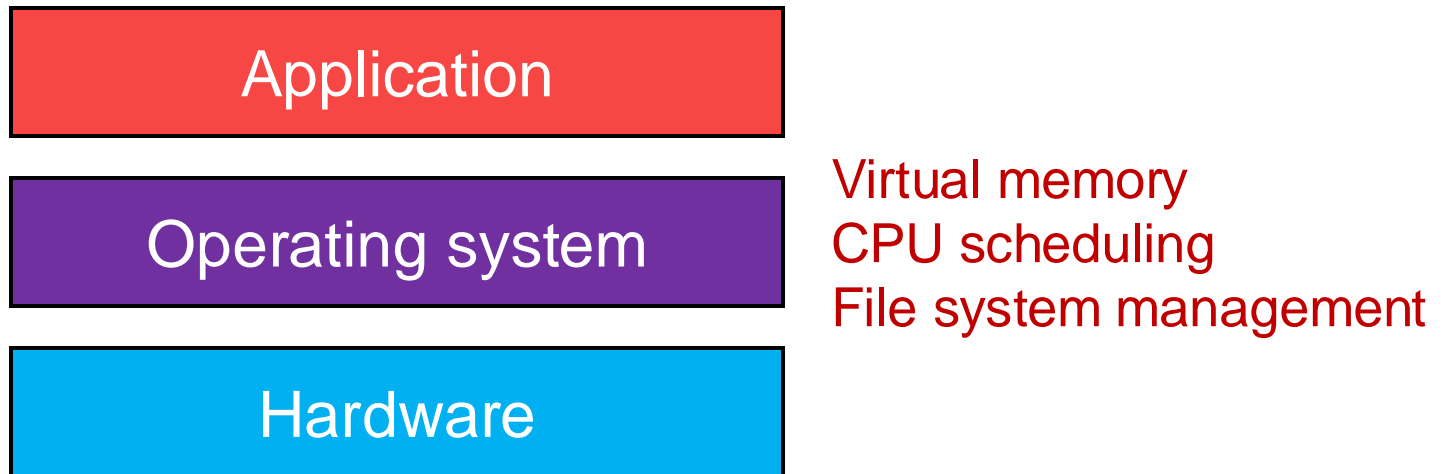 Application
Operating system
Virtual memory
CPU scheduling
File system management
Hardware